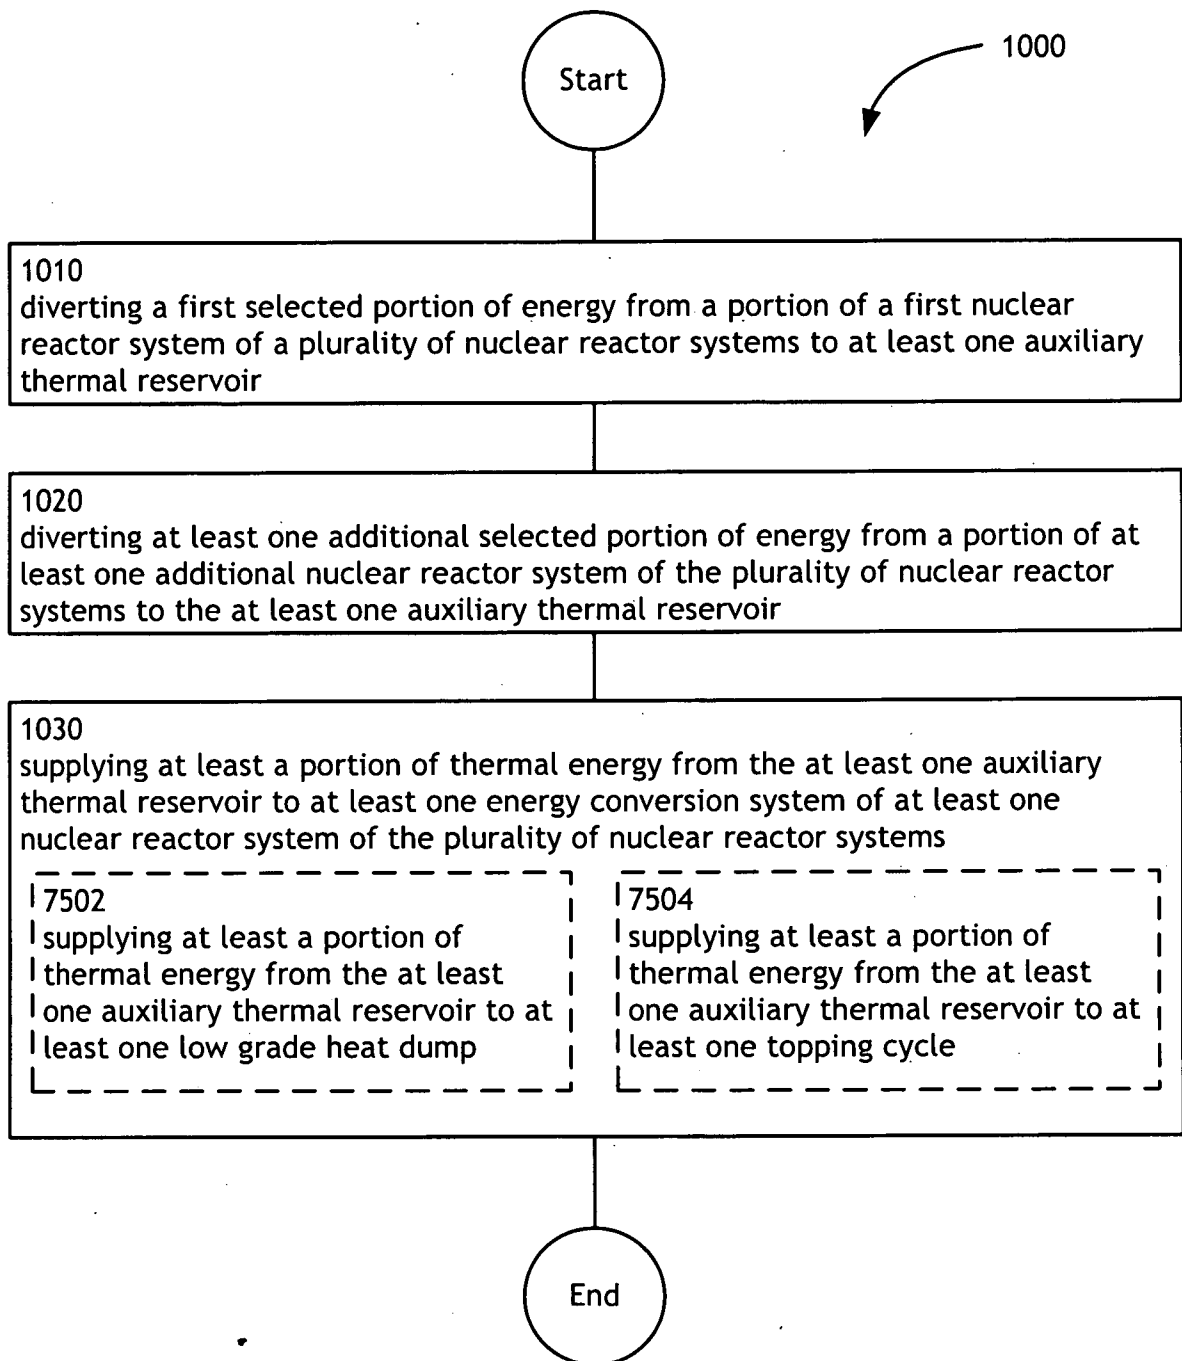 Start
1000
1010
diverting a first selected portion of energy from a portion of a first nuclear
reactor system of a plurality of nuclear reactor systems to at least one auxiliary
thermal reservoir
1020
diverting at least one additional selected portion of energy from a portion of at
least one additional nuclear reactor system of the plurality of nuclear reactor
systems to the at least one auxiliary thermal reservoir
1030
supplying at least a portion of thermal energy from the at least one auxiliary
thermal reservoir to at least one energy conversion system of at least one
nuclear reactor system of the plurality of nuclear reactor systems
7502
supplying at least a portion of
thermal energy from the at least
one auxiliary thermal reservoir to at
least one low grade heat dump
7504
supplying at least a portion of
thermal energy from the at least
one auxiliary thermal reservoir to at
least one topping cycle
End